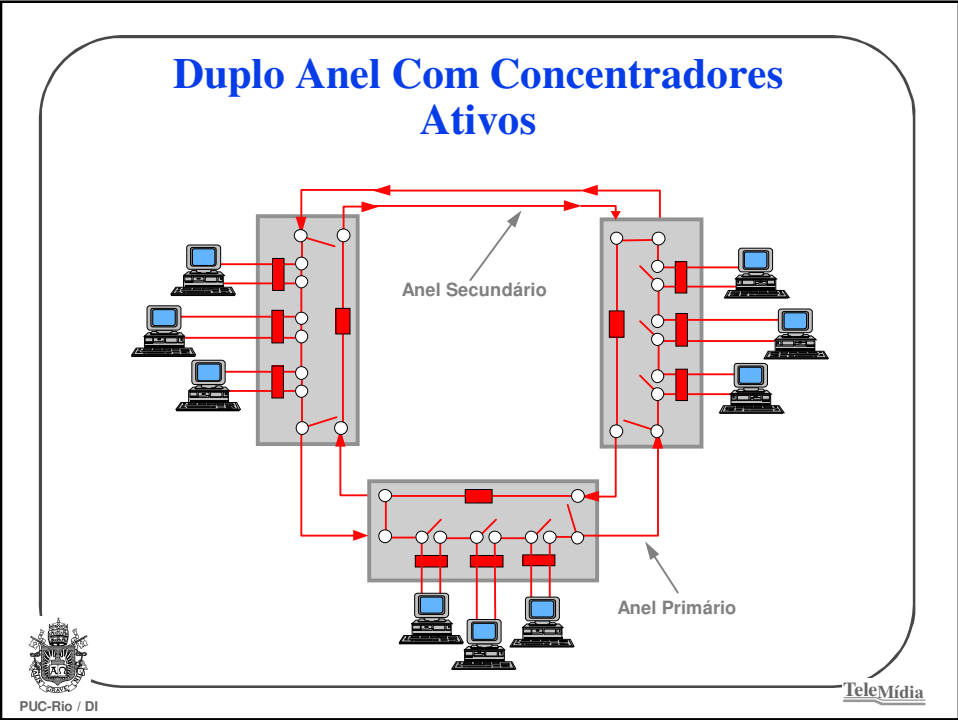 Duplo Anel Com Concentradores
Ativos
Anel Secundário
Anel Primário
PUC-Rio / DI
TeleMídia